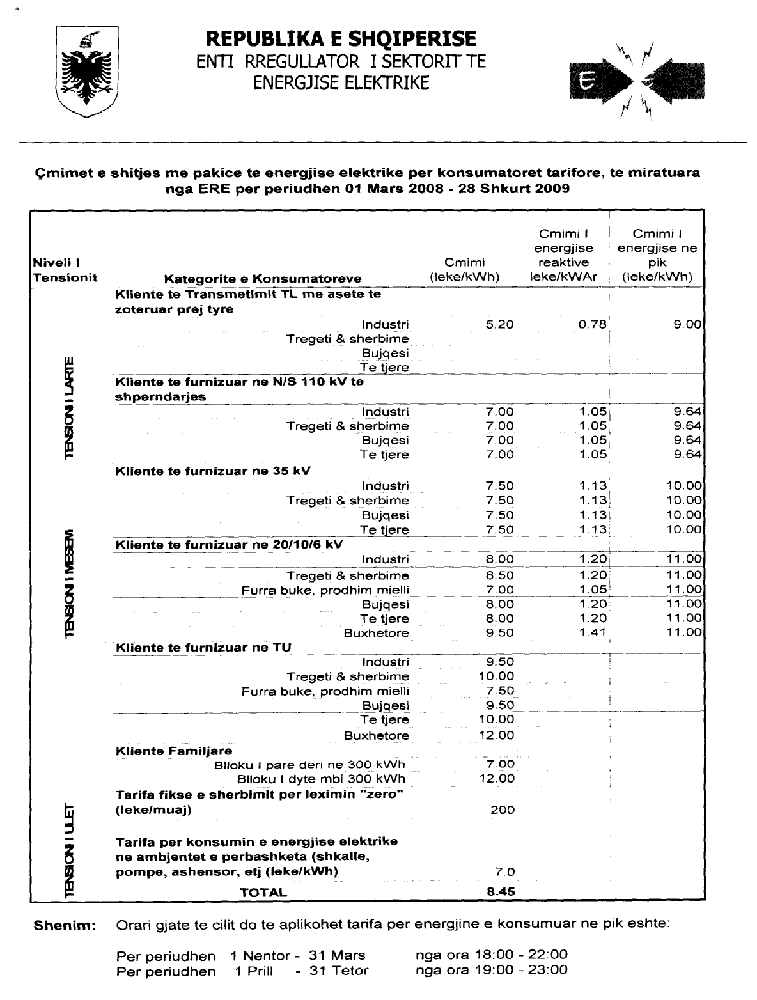 REPUBLIKA E SHQIPERISE
ENTI RREGULLATOR I SEKTORIT TE
ENERGJISE ELEKTRIKE
Çmimet e shitjes me pakice te energjise elektrike per konsumatoret tarifore, te miratuara
nga ERE per periudhen 01 Mars 2008 - 28 Shkurt 2009
Niveli I Tensionit Kategorite e Konsumatoreve Cmimi (leke/kWh) Cmimi I energjise reaktive leke/kWAr Cmimi I energjise ne pik (leke/kWh)
TENSIONI I LARTE
Kliente te Transmetimit TL me asete te
zoteruar prej tyre
Industri 5.20 0.78 9.00
Tregeti & sherbime
Bujqesi
Te tjere
Kliente te furnizuar ne N/S 110 kV te
shperndarjes
Industri 7.00 1.05 9.64
Tregeti & sherbime 7.00 1.05 9.64
Bujqesi 7.00 1.05 9.64
Te tjere 7.00 1.05 9.64
TENSIONI I MESEM
Kliente te furnizuar ne 35 kV
Industri 7.50 1.13 10.00
Tregeti & sherbime 7.50 1.13 10.00
Bujqesi 7.50 1.13 10.00
Te tjere 7.50 1.13 10.00
Kliente te furnizuar ne 20/10/6 kV
Industri 8.00 1.20 11.00
Tregeti & sherbime 8.50 1.20 11.00
Furra buke, prodhim mielli 7.00 1.05 11.00
Bujqesi 8.00 1.20 11.00
Te tjere 8.00 1.20 11.00
Buxhetore 9.50 1.41 11.00
TENSIONI I ULET
Kliente te furnizuar ne TU
Industri 9.50
Tregeti & sherbime 10.00
Furra buke, prodhim mielli 7.50
Bujqesi 9.50
Te tjere 10.00
Buxhetore 12.00
Kliente Familjare
Blloku I pare deri ne 300 kWh 7.00
Blloku I dyte mbi 300 kWh 12.00
Tarifa fikse e sherbimit per leximin "zero"
(leke/muaj) 200
Tarifa per konsumin e energjise elektrike
ne ambjentet e perbashketa (shkalle,
pompe, ashensor, etj (leke/kWh) 7.0
TOTAL 8.45
Shenim: Orari gjate te cilit do te aplikohet tarifa per energjine e konsumuar ne pik eshte:
Per periudhen 1 Nentor - 31 Mars nga ora 18:00 - 22:00
Per periudhen 1 Prill - 31 Tetor nga ora 19:00 - 23:00